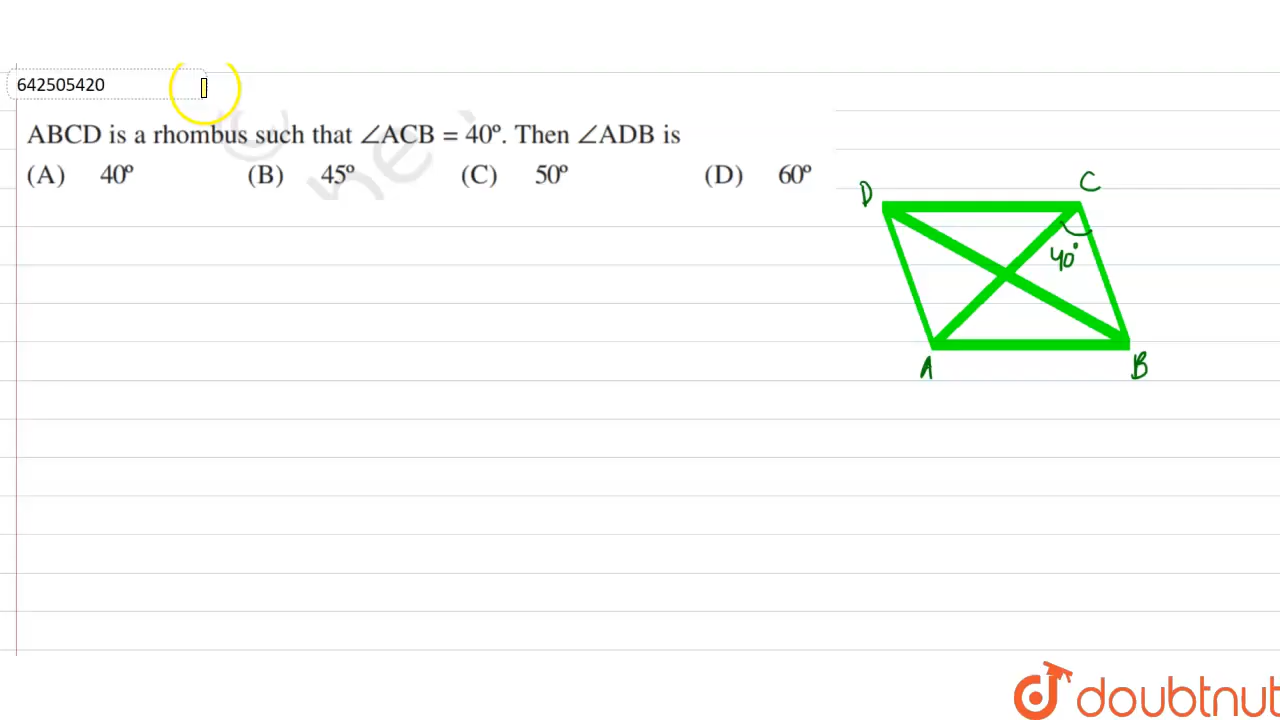 642505420
ABCD is a rhombus such that ∠ACB = 40º. Then ∠ADB is
(A) 40º (B) 45º (C) 50º (D) 60º
D
C
40°
A
B
doubtnut